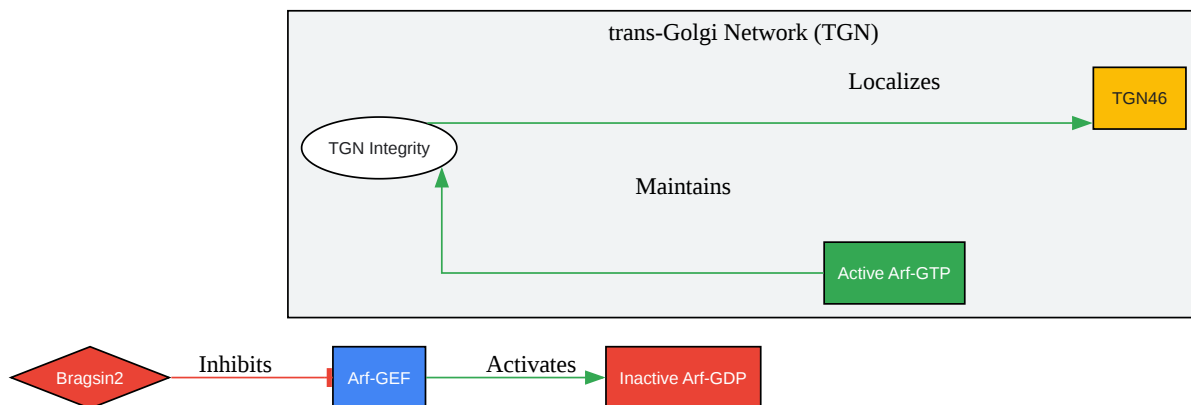 trans-Golgi Network (TGN)
Localizes
TGN46
TGN Integrity
Maintains
Active Arf-GTP
Inhibits
Activates
Bragsin2
Arf-GEF
Inactive Arf-GDP